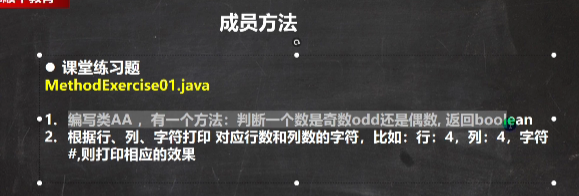 成员方法
● 课堂练习题
MethodExercise01.java
1. 编写类AA ，有一个方法：判断一个数是奇数odd还是偶数, 返回boolean
2. 根据行、列、字符打印 对应行数和列数的字符，比如：行：4，列：4，字符
#,则打印相应的效果